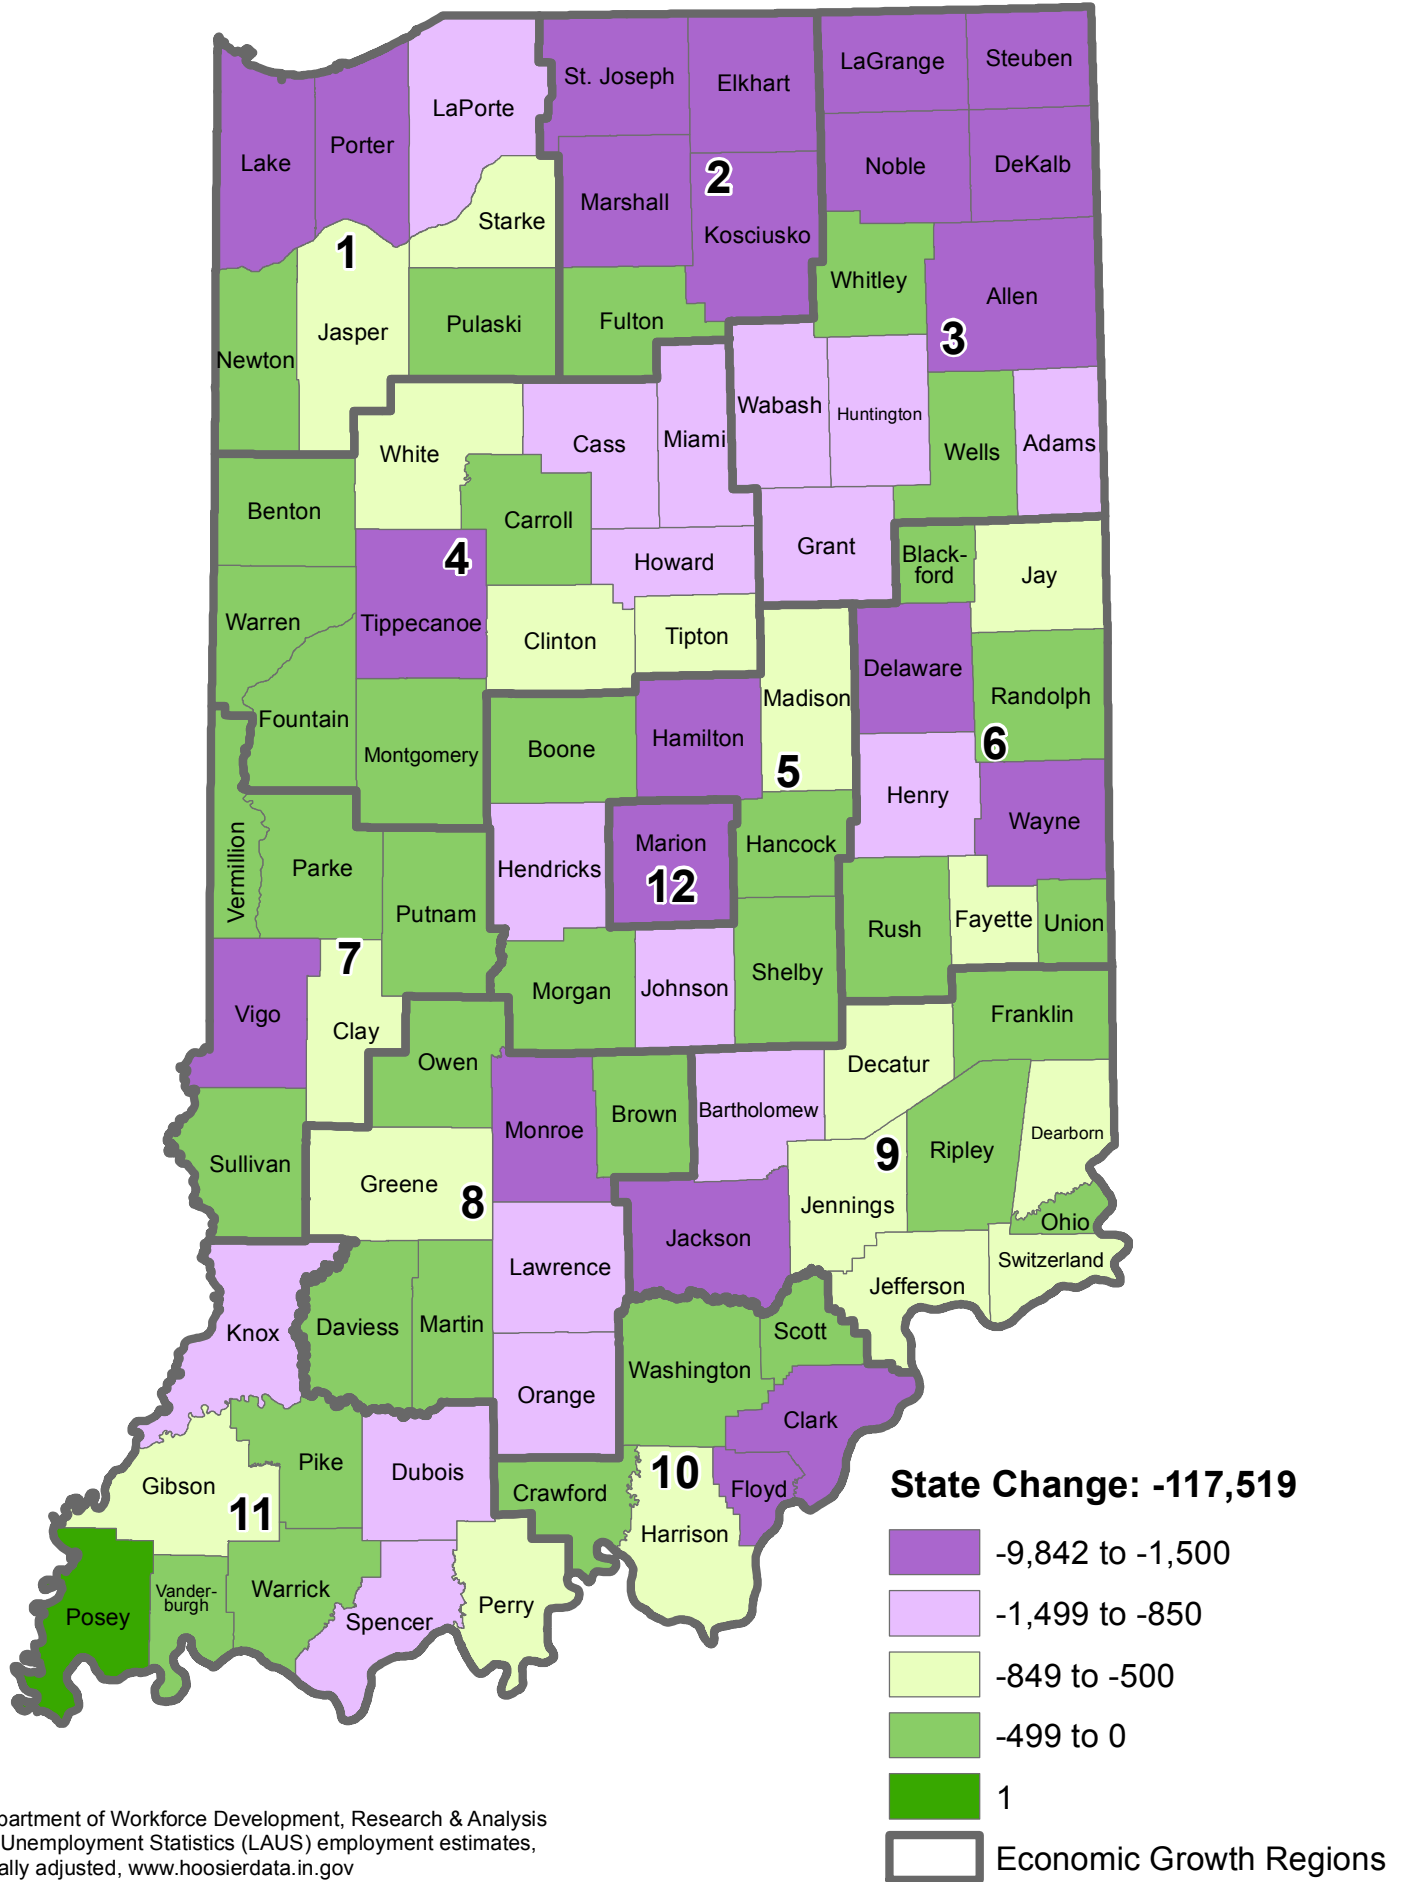 St. Joseph
Elkhart
LaGrange
Steuben
LaPorte
Lake
Porter
Noble
DeKalb
2
Marshall
Starke
Kosciusko
1
Whitley
Allen
Jasper
Pulaski
Fulton
3
Newton
Wabash
Huntington
White
Cass
Miami
Wells
Adams
Benton
Carroll
4
Howard
Grant
Black-
ford
Jay
Warren
Tippecanoe
Clinton
Tipton
Delaware
Randolph
Madison
Fountain
Montgomery
Boone
Hamilton
5
6
Henry
Wayne
Vermillion
Parke
Hendricks
Marion
12
Hancock
Putnam
Rush
Fayette
Union
7
Vigo
Clay
Morgan
Johnson
Shelby
Franklin
Owen
Decatur
Monroe
Brown
Bartholomew
Dearborn
Sullivan
Greene
8
9
Ripley
Jennings
Ohio
Jackson
Switzerland
Lawrence
Jefferson
Knox
Daviess
Martin
Scott
Washington
Orange
Clark
Pike
Dubois
Gibson
11
Crawford
10
Floyd
Harrison
Posey
Vander-
burgh
Warrick
Spencer
Perry
State Change: -117,519
-9,842 to -1,500
-1,499 to -850
-849 to -500
-499 to 0
1
Economic Growth Regions
partment of Workforce Development, Research & Analysis
Unemployment Statistics (LAUS) employment estimates,
ally adjusted, www.hoosierdata.in.gov